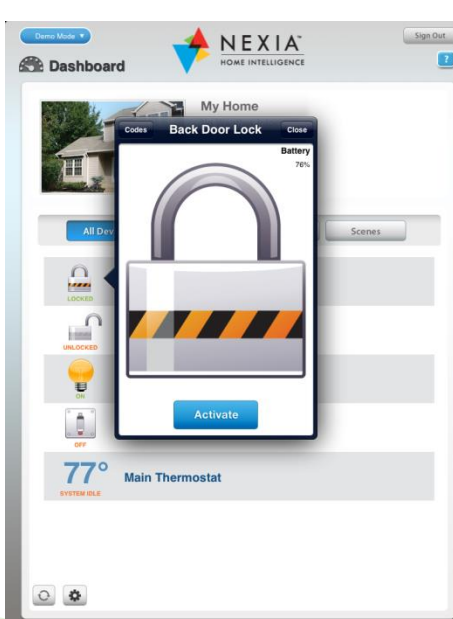 Demo Mode ▼
NEXIA™
HOME INTELLIGENCE
Sign Out
?
Dashboard
My Home
Codes
Back Door Lock
Close
Battery
76%
All Dev
Scenes
LOCKED
UNLOCKED
ON
OFF
Activate
77°
SYSTEM IDLE
Main Thermostat